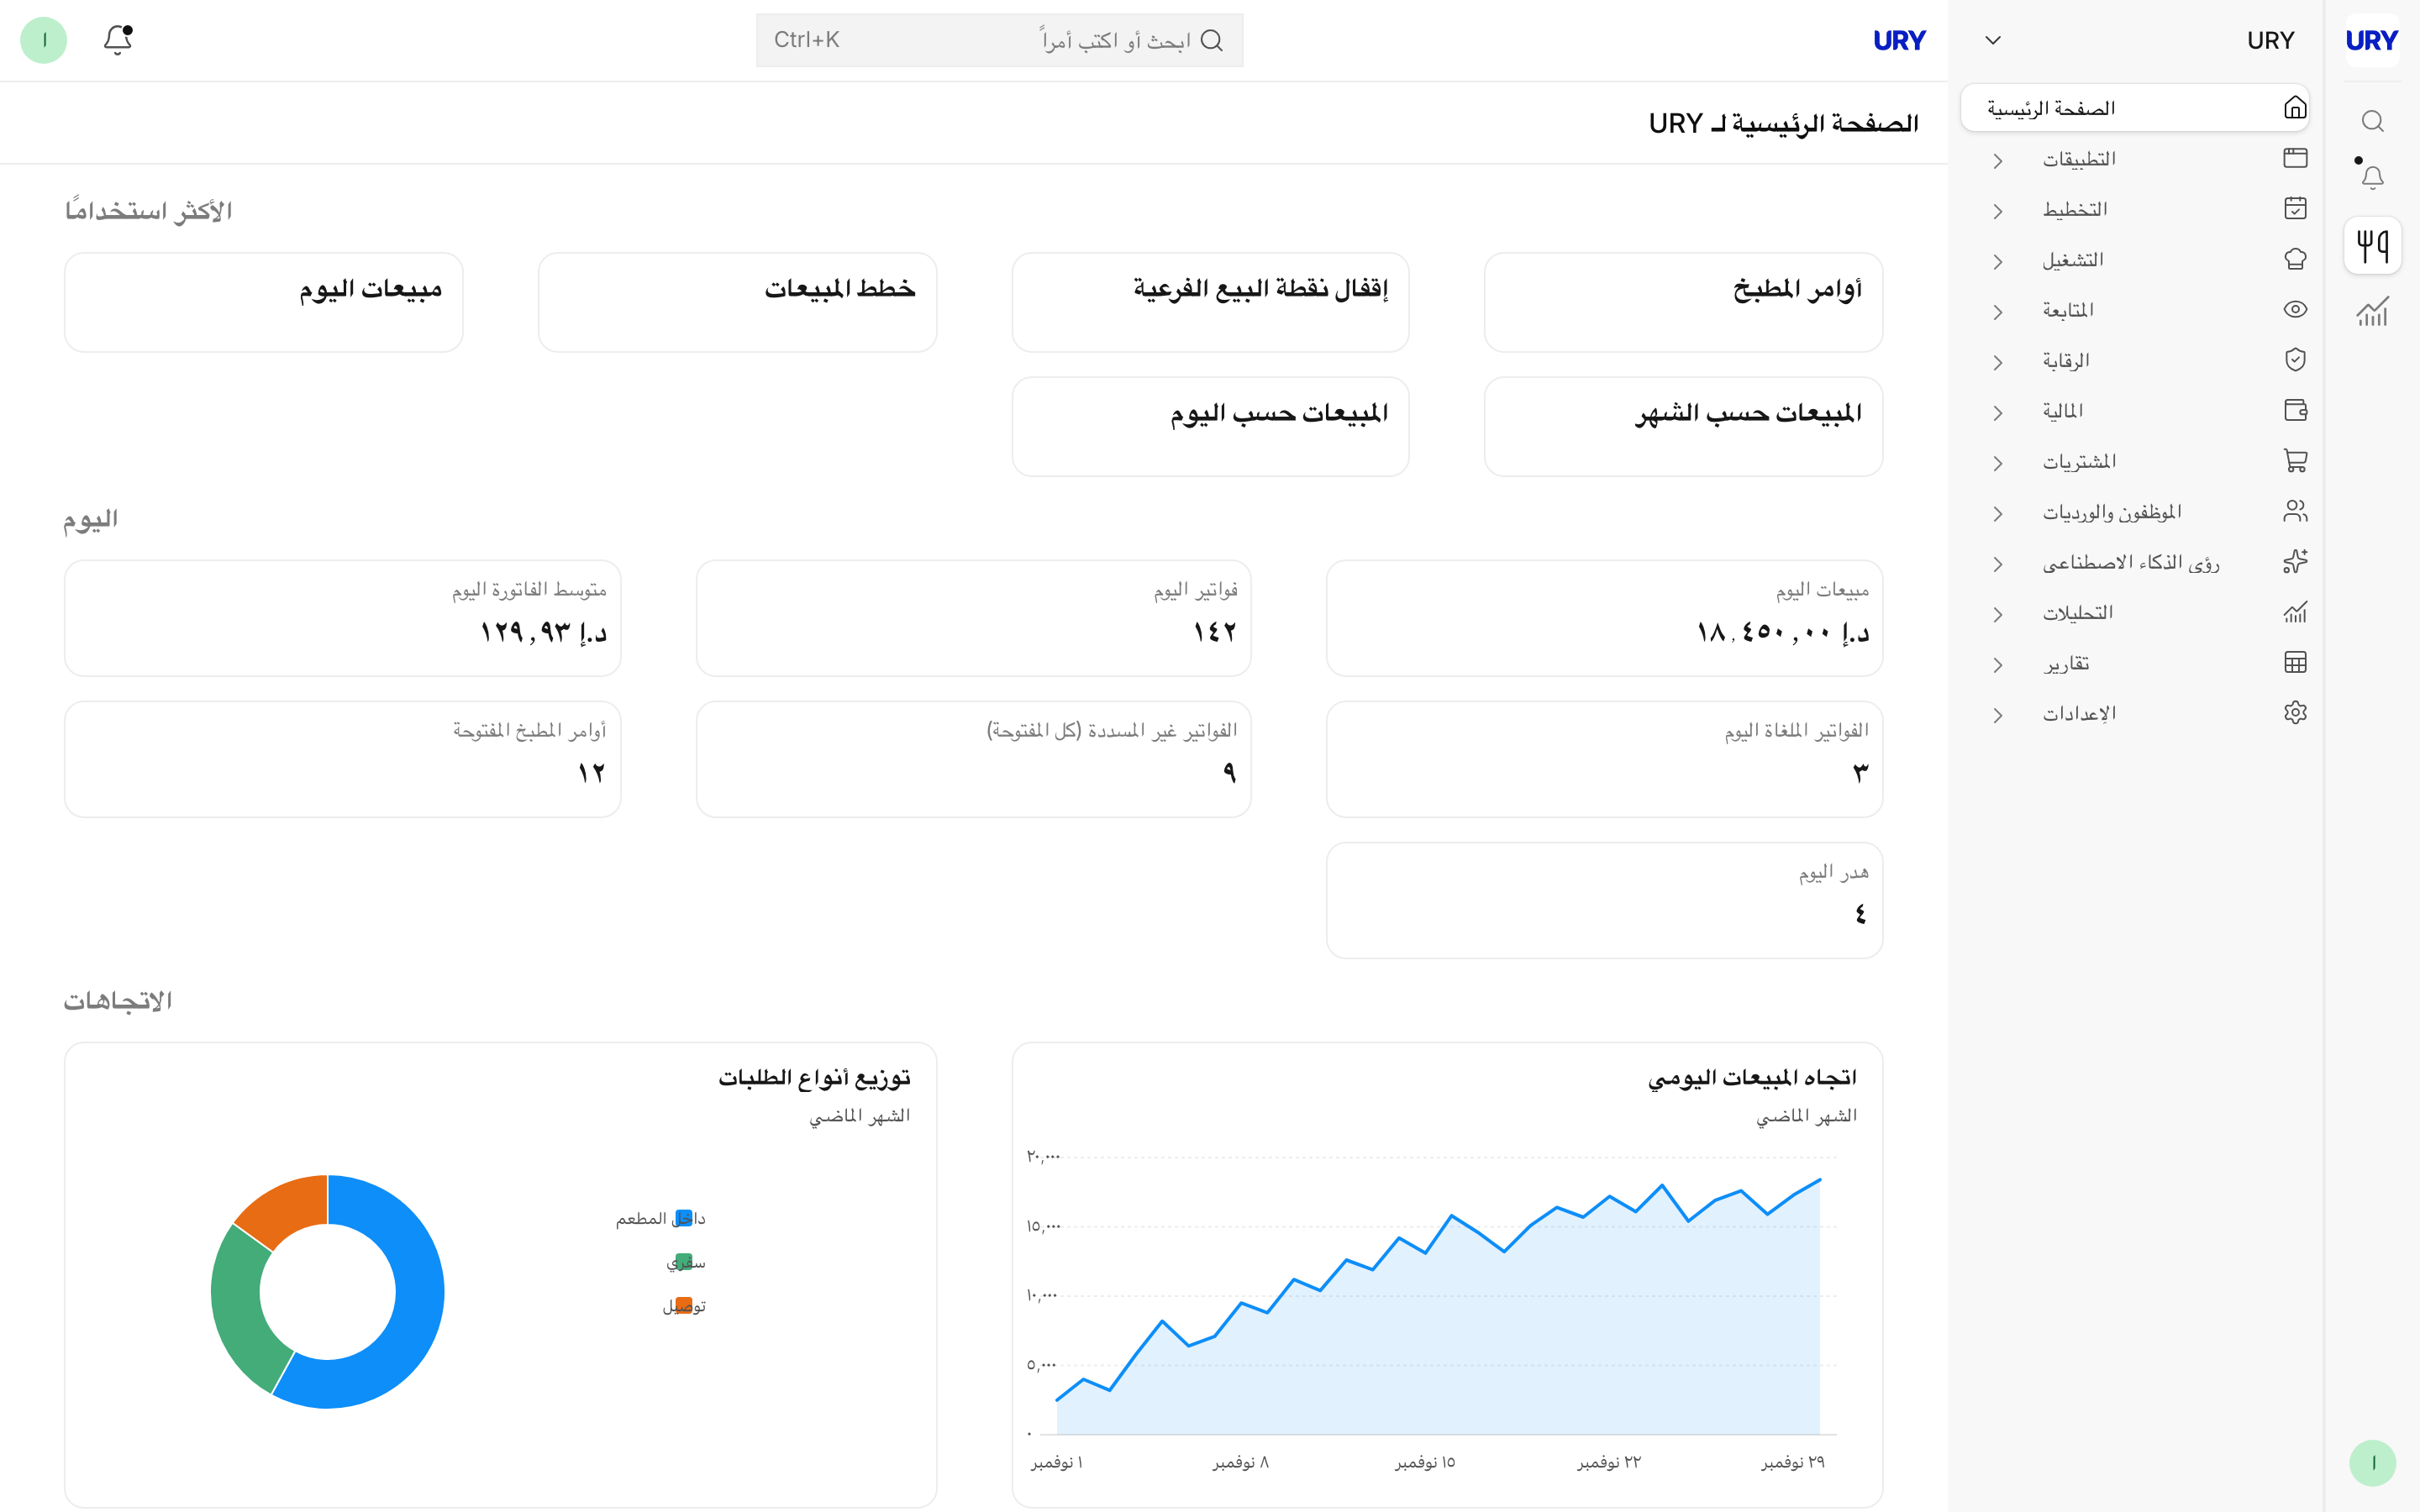 URY
URY
الصفحة الرئيسية
التطبيقات
التخطيط
التشغيل
المتابعة
الرقابة
المالية
المشتريات
الموظفون والورديات
رؤى الذكاء الاصطناعي
التحليلات
تقارير
الإعدادات
ا
URY
ابحث أو اكتب أمراً Ctrl+K
ا
الصفحة الرئيسية لـ URY
الأكثر استخدامًا
أوامر المطبخ
إقفال نقطة البيع الفرعية
خطط المبيعات
مبيعات اليوم
المبيعات حسب الشهر
المبيعات حسب اليوم
اليوم
مبيعات اليوم
د.إ ١٨,٤٥٠,٠٠
فواتير اليوم
١٤٢
متوسط الفاتورة اليوم
د.إ ١٢٩,٩٣
الفواتير الملغاة اليوم
٣
الفواتير غير المسددة (كل المفتوحة)
٩
أوامر المطبخ المفتوحة
١٢
هدر اليوم
٤
الاتجاهات
اتجاه المبيعات اليومي
الشهر الماضي
٢٠,٠٠٠
١٥,٠٠٠
١٠,٠٠٠
٥,٠٠٠
٠
١ نوفمبر
٨ نوفمبر
١٥ نوفمبر
٢٢ نوفمبر
٢٩ نوفمبر
توزيع أنواع الطلبات
الشهر الماضي
داخل المطعم
سفري
توصيل